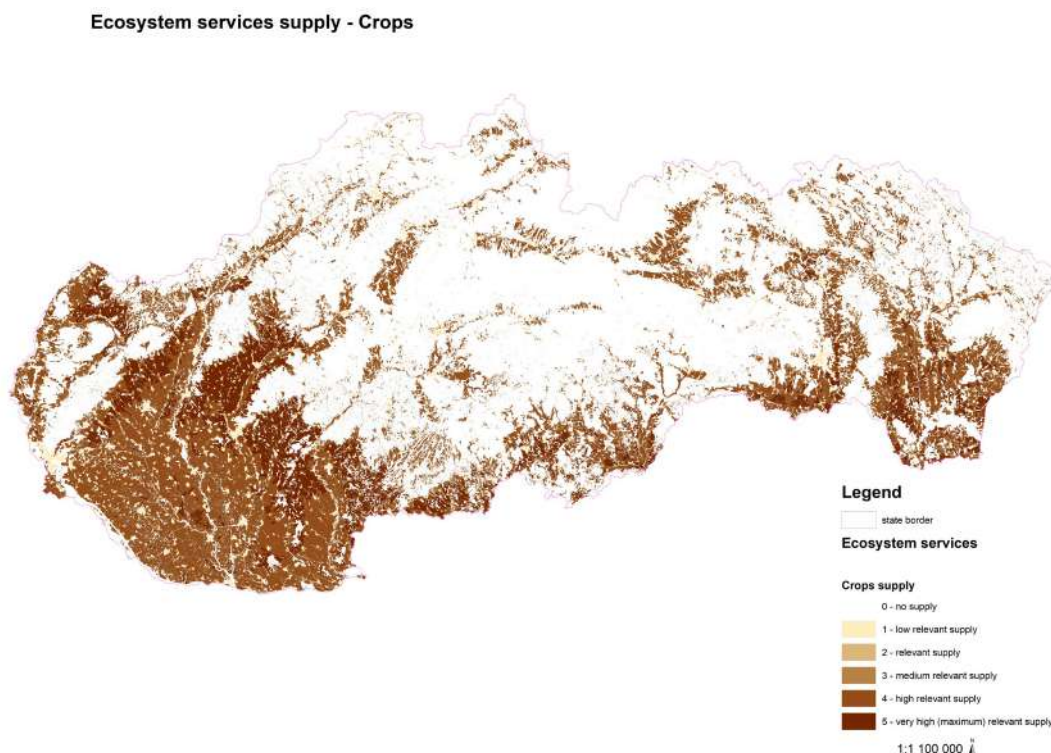 Ecosystem services supply - Crops
Legend
state border
Ecosystem services
Crops supply
0 - no supply
1 - low relevant supply
2 - relevant supply
3 - medium relevant supply
4 - high relevant supply
5 - very high (maximum) relevant supply
1:1 100 000
N